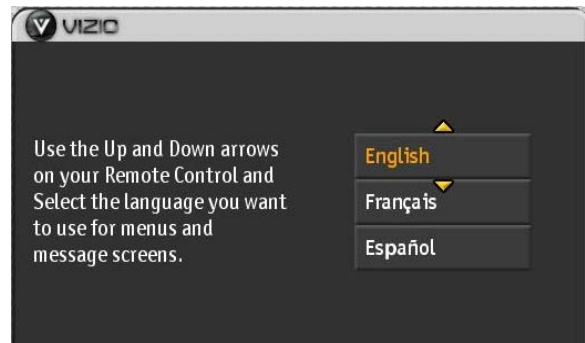 VIZIO
Use the Up and Down arrows
on your Remote Control and
Select the language you want
to use for menus and
message screens.
English
Français
Español